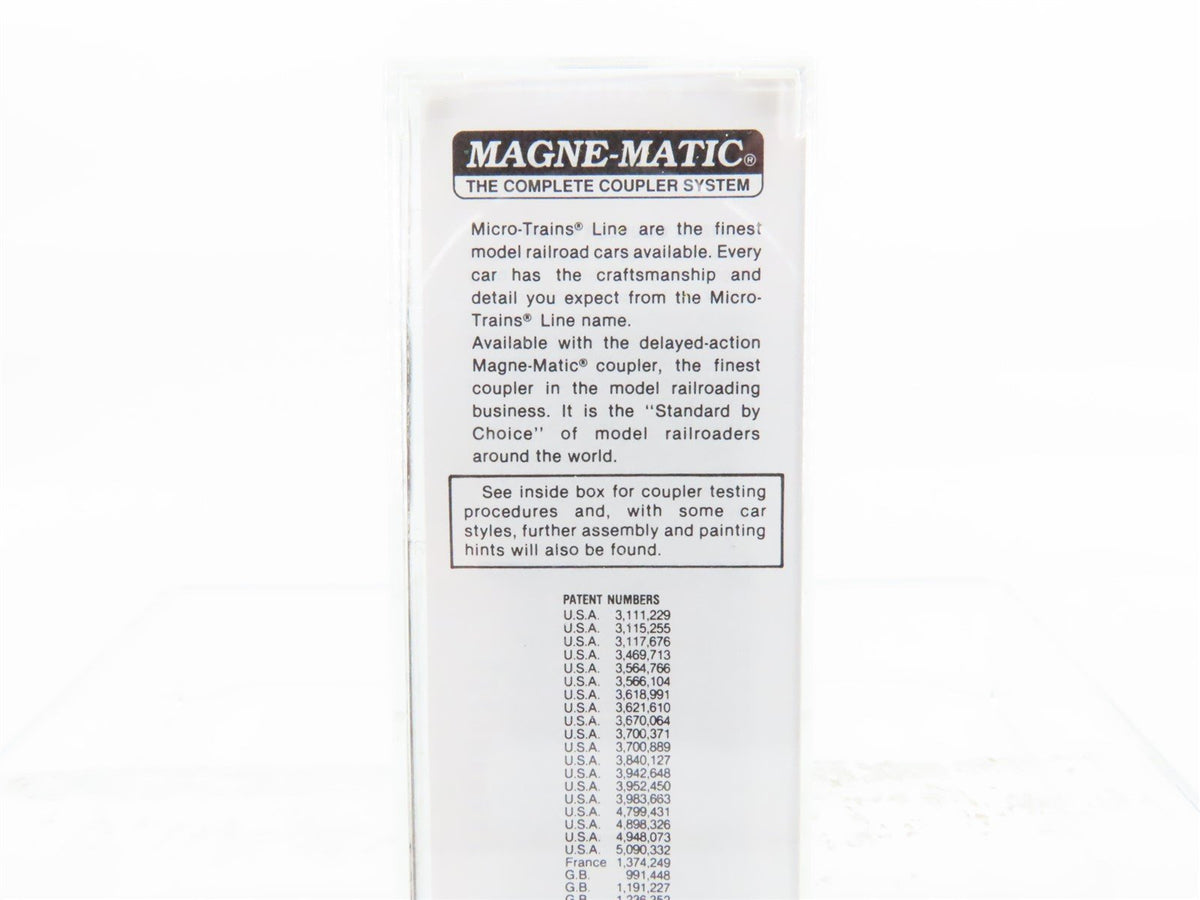 MAGNE-MATIC®
THE COMPLETE COUPLER SYSTEM
Micro-Trains® Line are the finest
model railroad cars available. Every
car has the craftsmanship and
detail you expect from the Micro-
Trains® Line name.
Available with the delayed-action
Magne-Matic® coupler, the finest
coupler in the model railroading
business. It is the "Standard by
Choice" of model railroaders
around the world.
See inside box for coupler testing
procedures and, with some car
styles, further assembly and painting
hints will also be found.
PATENT NUMBERS
U.S.A. 3,111,229
U.S.A. 3,115,255
U.S.A. 3,117,676
U.S.A. 3,469,713
U.S.A. 3,564,766
U.S.A. 3,566,104
U.S.A. 3,618,991
U.S.A. 3,621,610
U.S.A. 3,670,064
U.S.A. 3,700,371
U.S.A. 3,700,889
U.S.A. 3,840,127
U.S.A. 3,942,648
U.S.A. 3,952,450
U.S.A. 3,983,663
U.S.A. 4,799,431
U.S.A. 4,898,326
U.S.A. 4,948,073
U.S.A. 5,090,332
France 1,374,249
G.B. 991,448
G.B. 1,191,227
G.B.